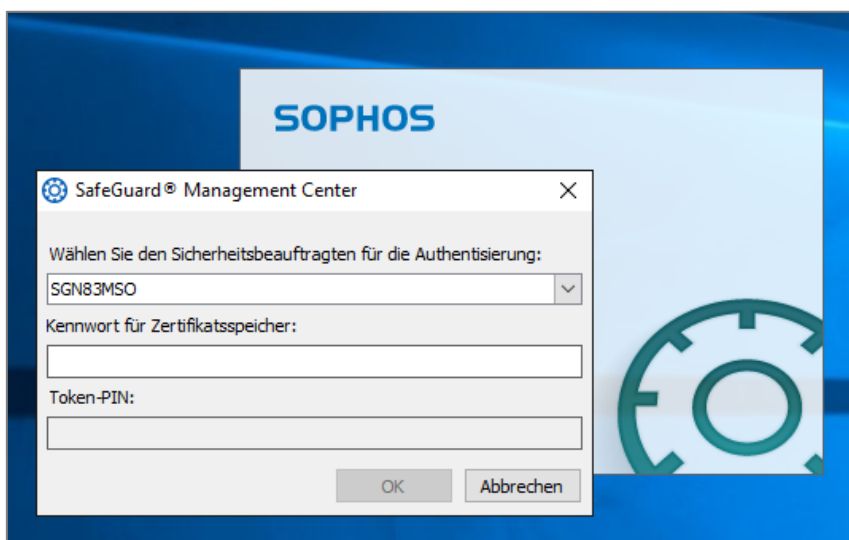 SOPHOS
SafeGuard® Management Center
Wählen Sie den Sicherheitsbeauftragten für die Authentisierung:
SGN83MSO
Kennwort für Zertifikatsspeicher:
Token-PIN:
OK Abbrechen